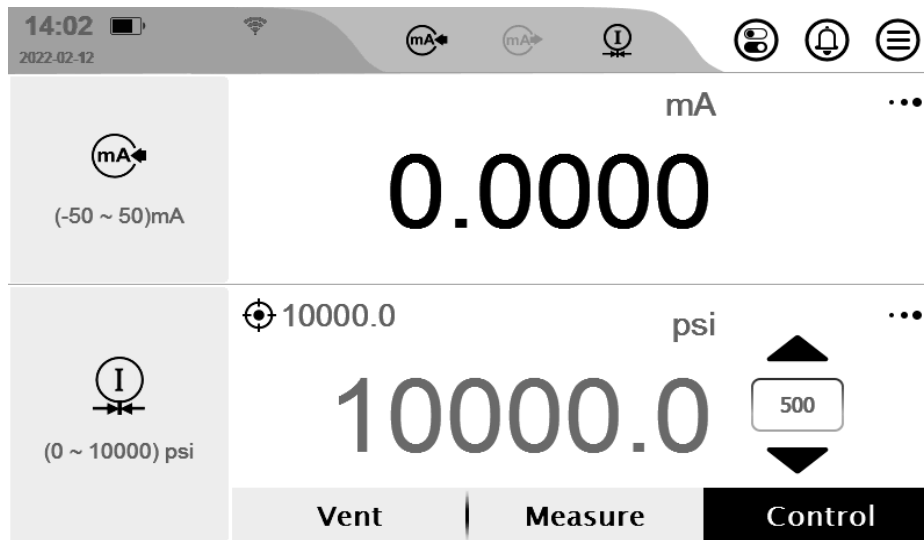 14:02
2022-02-12
mA
mA
I
mA
mA
(-50 ~ 50)mA
0.0000
10000.0
psi
I
(0 ~ 10000) psi
10000.0
500
Vent
Measure
Control